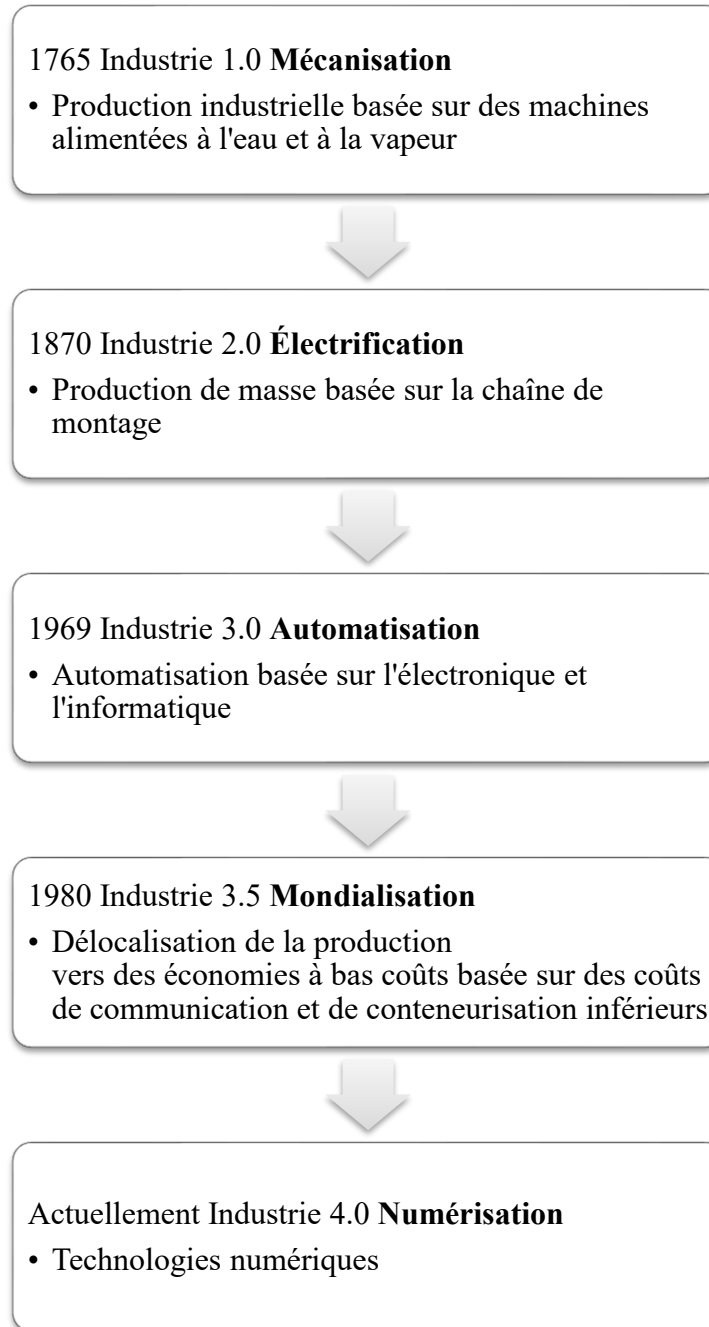 1765 Industrie 1.0 Mécanisation
• Production industrielle basée sur des machines
alimentées à l'eau et à la vapeur
1870 Industrie 2.0 Électrification
• Production de masse basée sur la chaîne de
montage
1969 Industrie 3.0 Automatisation
• Automatisation basée sur l'électronique et
l'informatique
1980 Industrie 3.5 Mondialisation
• Délocalisation de la production
vers des économies à bas coûts basée sur des coûts
de communication et de conteneurisation inférieurs
Actuellement Industrie 4.0 Numérisation
• Technologies numériques